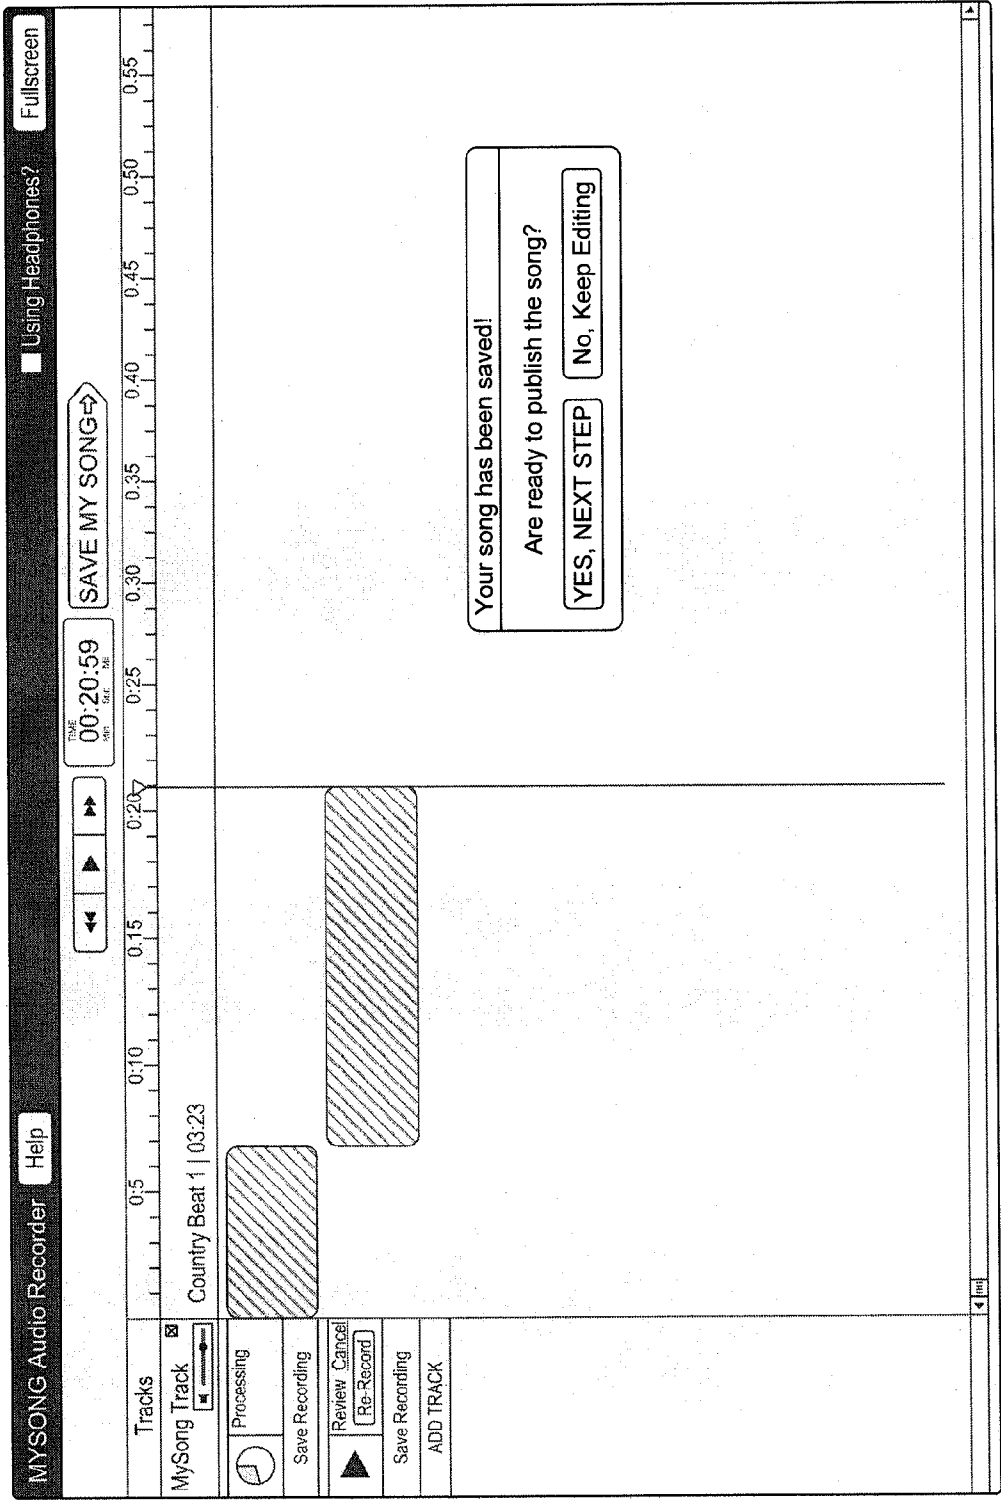 MYSONG Audio Recorder Help Using Headphones? Fullscreen
TIME
00:20:59
Min Sec Mil
SAVE MY SONG
Tracks 0:5 0:10 0.15 0:20 0:25 0.30 0.35 0.40 0.45 0.50 0.55
MySong Track
Country Beat 1 | 03:23
Processing
Save Recording
Review Cancel
Re-Record
Save Recording
ADD TRACK
Your song has been saved!
Are ready to publish the song?
YES, NEXT STEP No, Keep Editing